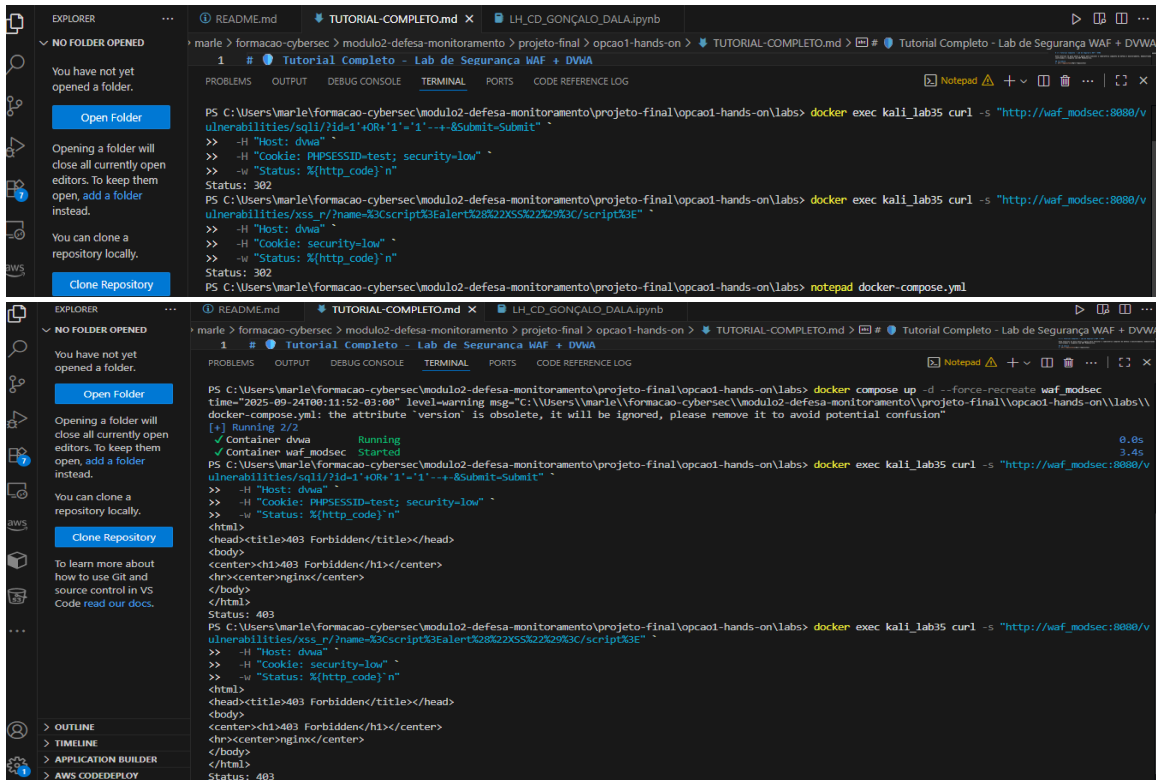 EXPLORER
README.md
TUTORIAL-COMPLETO.md
LH_CD_GONÇALO_DALA.ipynb
NO FOLDER OPENED
marle > formacao-cybersec > modulo2-defesa-monitoramento > projeto-final > opcao1-hands-on > TUTORIAL-COMPLETO.md > # Tutorial Completo - Lab de Segurança WAF + DVWA
1 # Tutorial Completo - Lab de Segurança WAF + DVWA
You have not yet
opened a folder.
Open Folder
Opening a folder will
close all currently open
editors. To keep them
open, add a folder
instead.
You can clone a
repository locally.
Clone Repository
7
aws
PROBLEMS OUTPUT DEBUG CONSOLE TERMINAL PORTS CODE REFERENCE LOG
Notepad
PS C:\Users\marle\formacao-cybersec\modulo2-defesa-monitoramento\projeto-final\opcao1-hands-on\labs> docker exec kali_lab35 curl -s "http://waf_modsec:8080/v
ulnerabilities/sqli/?id=1'+OR+'1'='1'--+-&Submit=Submit" `
>> -H "Host: dvwa" `
>> -H "Cookie: PHPSESSID=test; security=low" `
>> -w "Status: %{http_code}`n"
Status: 302
PS C:\Users\marle\formacao-cybersec\modulo2-defesa-monitoramento\projeto-final\opcao1-hands-on\labs> docker exec kali_lab35 curl -s "http://waf_modsec:8080/v
ulnerabilities/xss_r/?name=%3Cscript%3Ealert%28%22XSS%22%29%3C/script%3E" `
>> -H "Host: dvwa" `
>> -H "Cookie: security=low" `
>> -w "Status: %{http_code}`n"
Status: 302
PS C:\Users\marle\formacao-cybersec\modulo2-defesa-monitoramento\projeto-final\opcao1-hands-on\labs> notepad docker-compose.yml
EXPLORER
README.md
TUTORIAL-COMPLETO.md
LH_CD_GONÇALO_DALA.ipynb
NO FOLDER OPENED
marle > formacao-cybersec > modulo2-defesa-monitoramento > projeto-final > opcao1-hands-on > TUTORIAL-COMPLETO.md > # Tutorial Completo - Lab de Segurança WAF + DVWA
1 # Tutorial Completo - Lab de Segurança WAF + DVWA
You have not yet
opened a folder.
Open Folder
Opening a folder will
close all currently open
editors. To keep them
open, add a folder
instead.
You can clone a
repository locally.
Clone Repository
To learn more about
how to use Git and
source control in VS
Code read our docs.
7
aws
OUTLINE
TIMELINE
APPLICATION BUILDER
AWS CODEDEPLOY
1
PROBLEMS OUTPUT DEBUG CONSOLE TERMINAL PORTS CODE REFERENCE LOG
Notepad
PS C:\Users\marle\formacao-cybersec\modulo2-defesa-monitoramento\projeto-final\opcao1-hands-on\labs> docker compose up -d --force-recreate waf_modsec
time="2025-09-24T00:11:52-03:00" level=warning msg="C:\\Users\\marle\\formacao-cybersec\\modulo2-defesa-monitoramento\\projeto-final\\opcao1-hands-on\\labs\\
docker-compose.yml: the attribute `version` is obsolete, it will be ignored, please remove it to avoid potential confusion"
[+] Running 2/2
✓ Container dvwa Running 0.0s
✓ Container waf_modsec Started 3.4s
PS C:\Users\marle\formacao-cybersec\modulo2-defesa-monitoramento\projeto-final\opcao1-hands-on\labs> docker exec kali_lab35 curl -s "http://waf_modsec:8080/v
ulnerabilities/sqli/?id=1'+OR+'1'='1'--+-&Submit=Submit" `
>> -H "Host: dvwa" `
>> -H "Cookie: PHPSESSID=test; security=low" `
>> -w "Status: %{http_code}`n"
<html>
<head><title>403 Forbidden</title></head>
<body>
<center><h1>403 Forbidden</h1></center>
<hr><center>nginx</center>
</body>
</html>
Status: 403
PS C:\Users\marle\formacao-cybersec\modulo2-defesa-monitoramento\projeto-final\opcao1-hands-on\labs> docker exec kali_lab35 curl -s "http://waf_modsec:8080/v
ulnerabilities/xss_r/?name=%3Cscript%3Ealert%28%22XSS%22%29%3C/script%3E" `
>> -H "Host: dvwa" `
>> -H "Cookie: security=low" `
>> -w "Status: %{http_code}`n"
<html>
<head><title>403 Forbidden</title></head>
<body>
<center><h1>403 Forbidden</h1></center>
<hr><center>nginx</center>
</body>
</html>
Status: 403